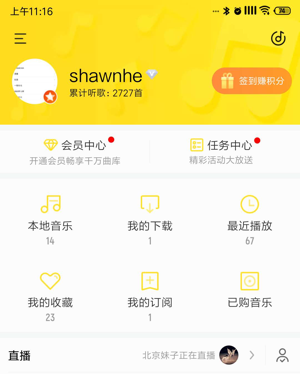 上午11:16
shawnhe
累计听歌：2727首
签到赚积分
会员中心
任务中心
开通会员畅享千万曲库
精彩活动大放送
本地音乐
我的下载
最近播放
14
1
67
我的收藏
我的订阅
已购音乐
23
1
直播
北京妹子正在直播